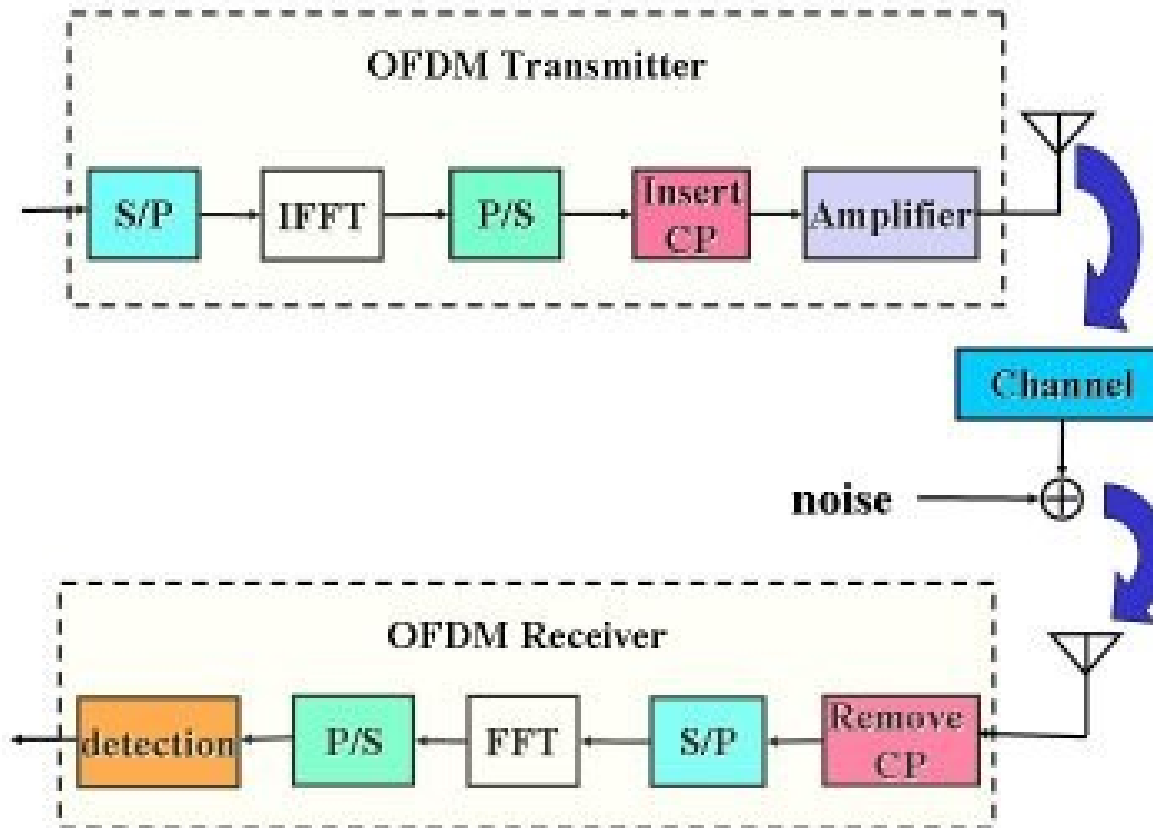 OFDM Transmitter
S/P
IFFT
P/S
Insert
CP
Amplifier
Channel
noise
OFDM Receiver
detection
P/S
FFT
S/P
Remove
CP